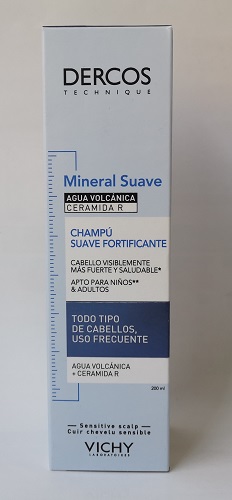 DERCOS
TECHNIQUE
Mineral Suave
AGUA VOLCÁNICA
CERAMIDA R
CHAMPÚ
SUAVE FORTIFICANTE
CABELLO VISIBLEMENTE
MÁS FUERTE Y SALUDABLE*
APTO PARA NIÑOS**
& ADULTOS
TODO TIPO
DE CABELLOS,
USO FRECUENTE
AGUA VOLCÁNICA
+ CERAMIDA R
200 ml
Sensitive scalp
Cuir chevelu sensible
VICHY
LABORATOIRES